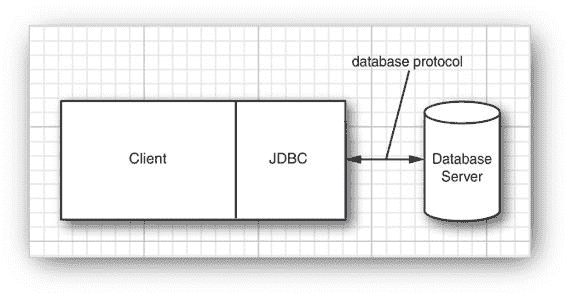 database protocol
Client
JDBC
Database
Server